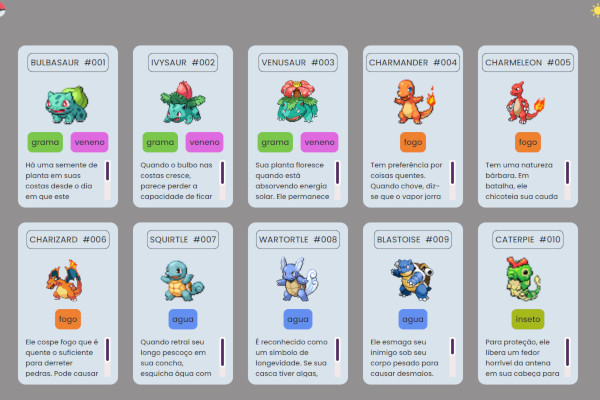 BULBASAUR #001
grama veneno
Há uma semente de
planta em suas
costas desde o dia
em que este
IVYSAUR #002
grama veneno
Quando o bulbo nas
costas cresce,
parece perder a
capacidade de ficar
VENUSAUR #003
grama veneno
Sua planta floresce
quando está
absorvendo energia
solar. Ele permanece
CHARMANDER #004
fogo
Tem preferência por
coisas quentes.
Quando chove, diz-
se que o vapor jorra
CHARMELEON #005
fogo
Tem uma natureza
bárbara. Em
batalha, ele
chicoteia sua cauda
CHARIZARD #006
fogo
Ele cospe fogo que é
quente o suficiente
para derreter
pedras. Pode causar
SQUIRTLE #007
agua
Quando retrai seu
longo pescoço em
sua concha,
esguicha água com
WARTORTLE #008
agua
É reconhecido como
um símbolo de
longevidade. Se sua
casca tiver algas,
BLASTOISE #009
agua
Ele esmaga seu
inimigo sob seu
corpo pesado para
causar desmaios.
CATERPIE #010
inseto
Para proteção, ele
libera um fedor
horrível da antena
em sua cabeça para